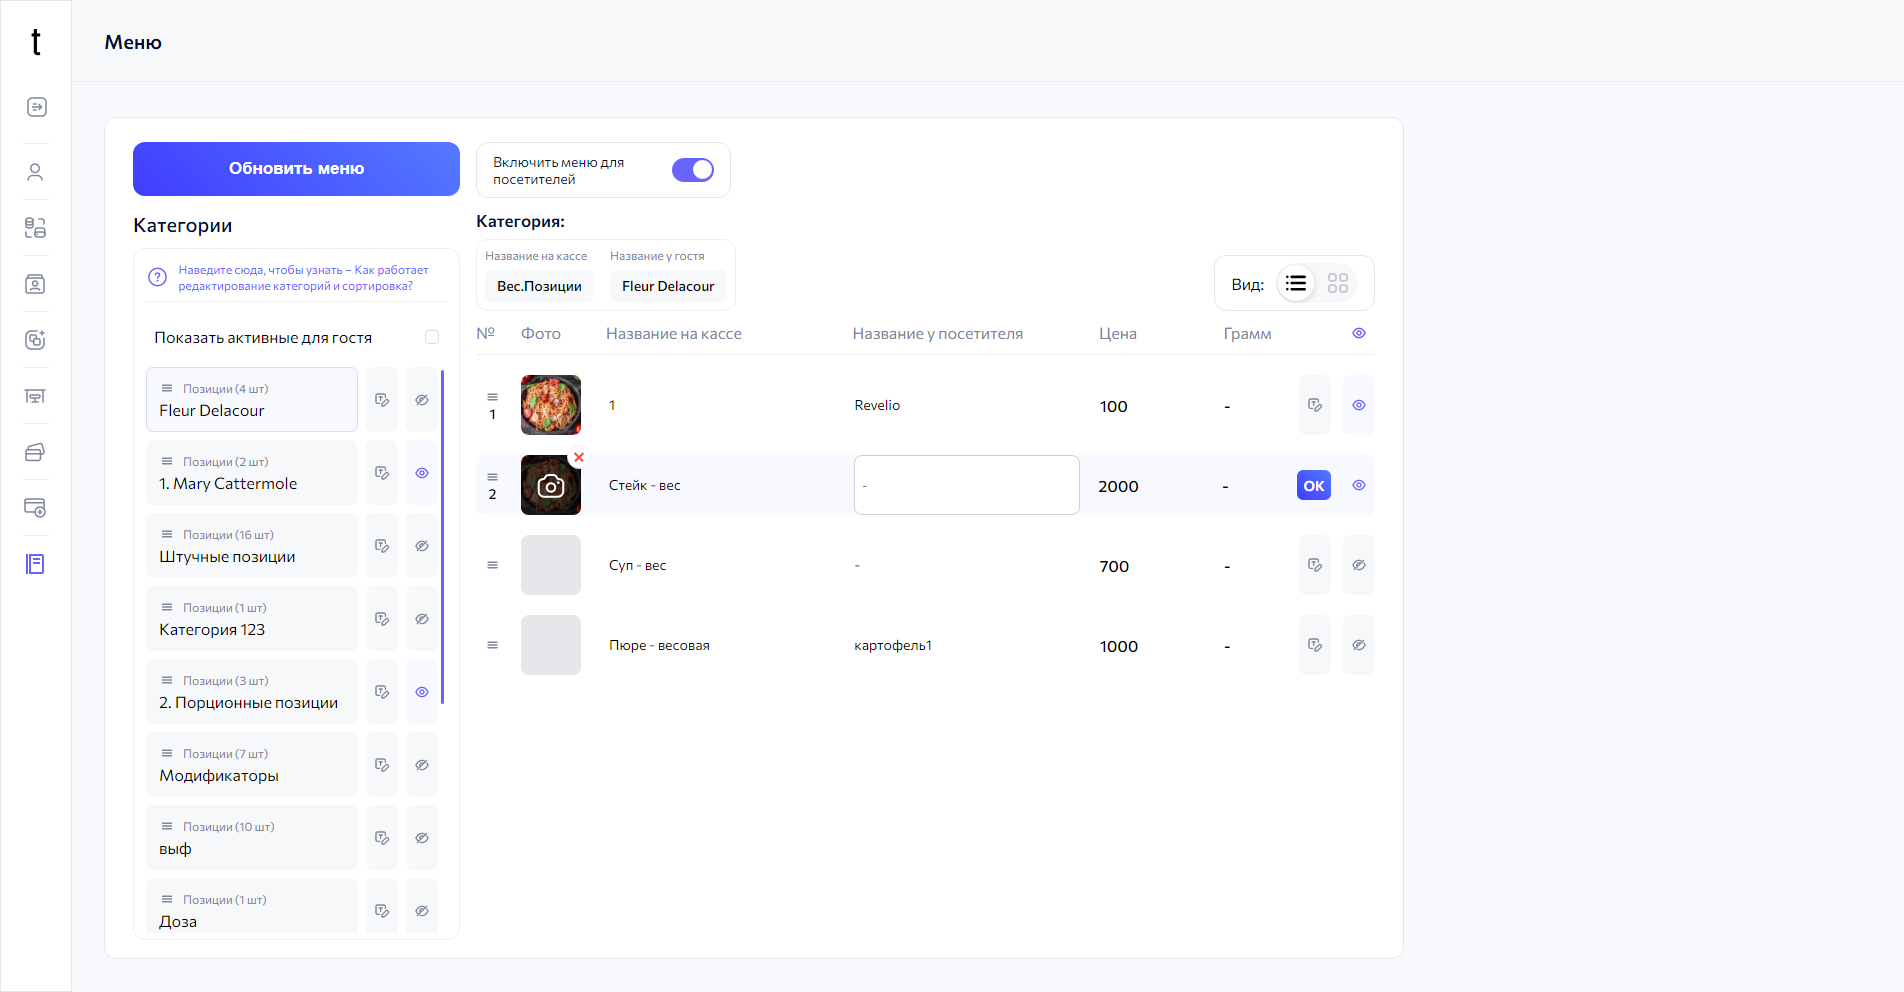 t
Меню
Обновить меню
Включить меню для
посетителей
Категории
Категория:
Наведите сюда, чтобы узнать – Как работает
редактирование категорий и сортировка?
Название на кассе
Название у гостя
Вес.Позиции
Fleur Delacour
Вид:
Показать активные для гостя
№
Фото
Название на кассе
Название у посетителя
Цена
Грамм
Позиции (4 шт)
Fleur Delacour
Позиции (2 шт)
1. Mary Cattermole
Позиции (16 шт)
Штучные позиции
Позиции (1 шт)
Категория 123
Позиции (3 шт)
2. Порционные позиции
Позиции (7 шт)
Модификаторы
Позиции (10 шт)
выф
Позиции (1 шт)
Доза
1
1
Revelio
100
-
2
Стейк - вес
-
2000
-
OK
Суп - вес
-
700
-
Пюре - весовая
картофель1
1000
-